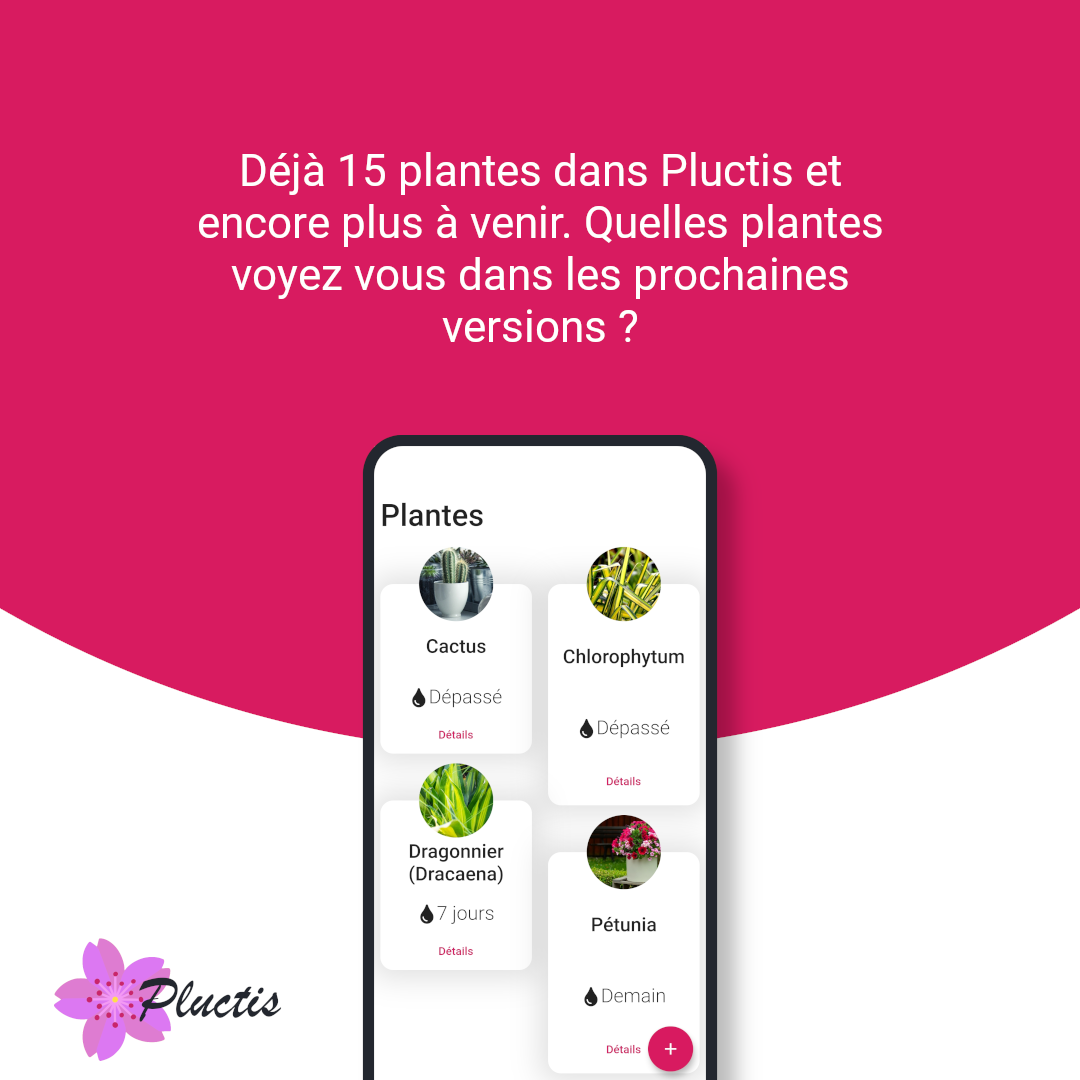 Déjà 15 plantes dans Pluctis et
encore plus à venir. Quelles plantes
voyez vous dans les prochaines
versions ?
Plantes
Cactus
Dépassé
Détails
Chlorophytum
Dépassé
Détails
Dragonnier
(Dracaena)
7 jours
Détails
Pétunia
Demain
Détails
+
Pluctis